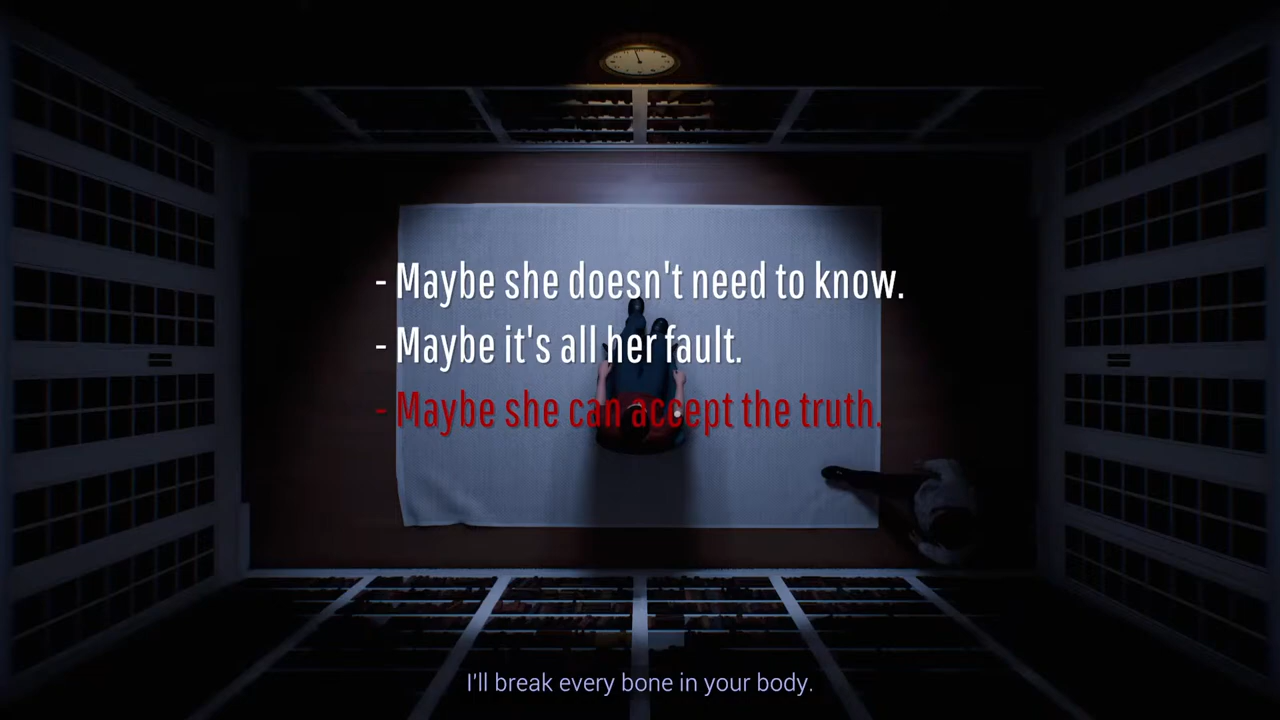 - Maybe she doesn't need to know.
- Maybe it's all her fault.
- Maybe she can accept the truth.
I'll break every bone in your body.